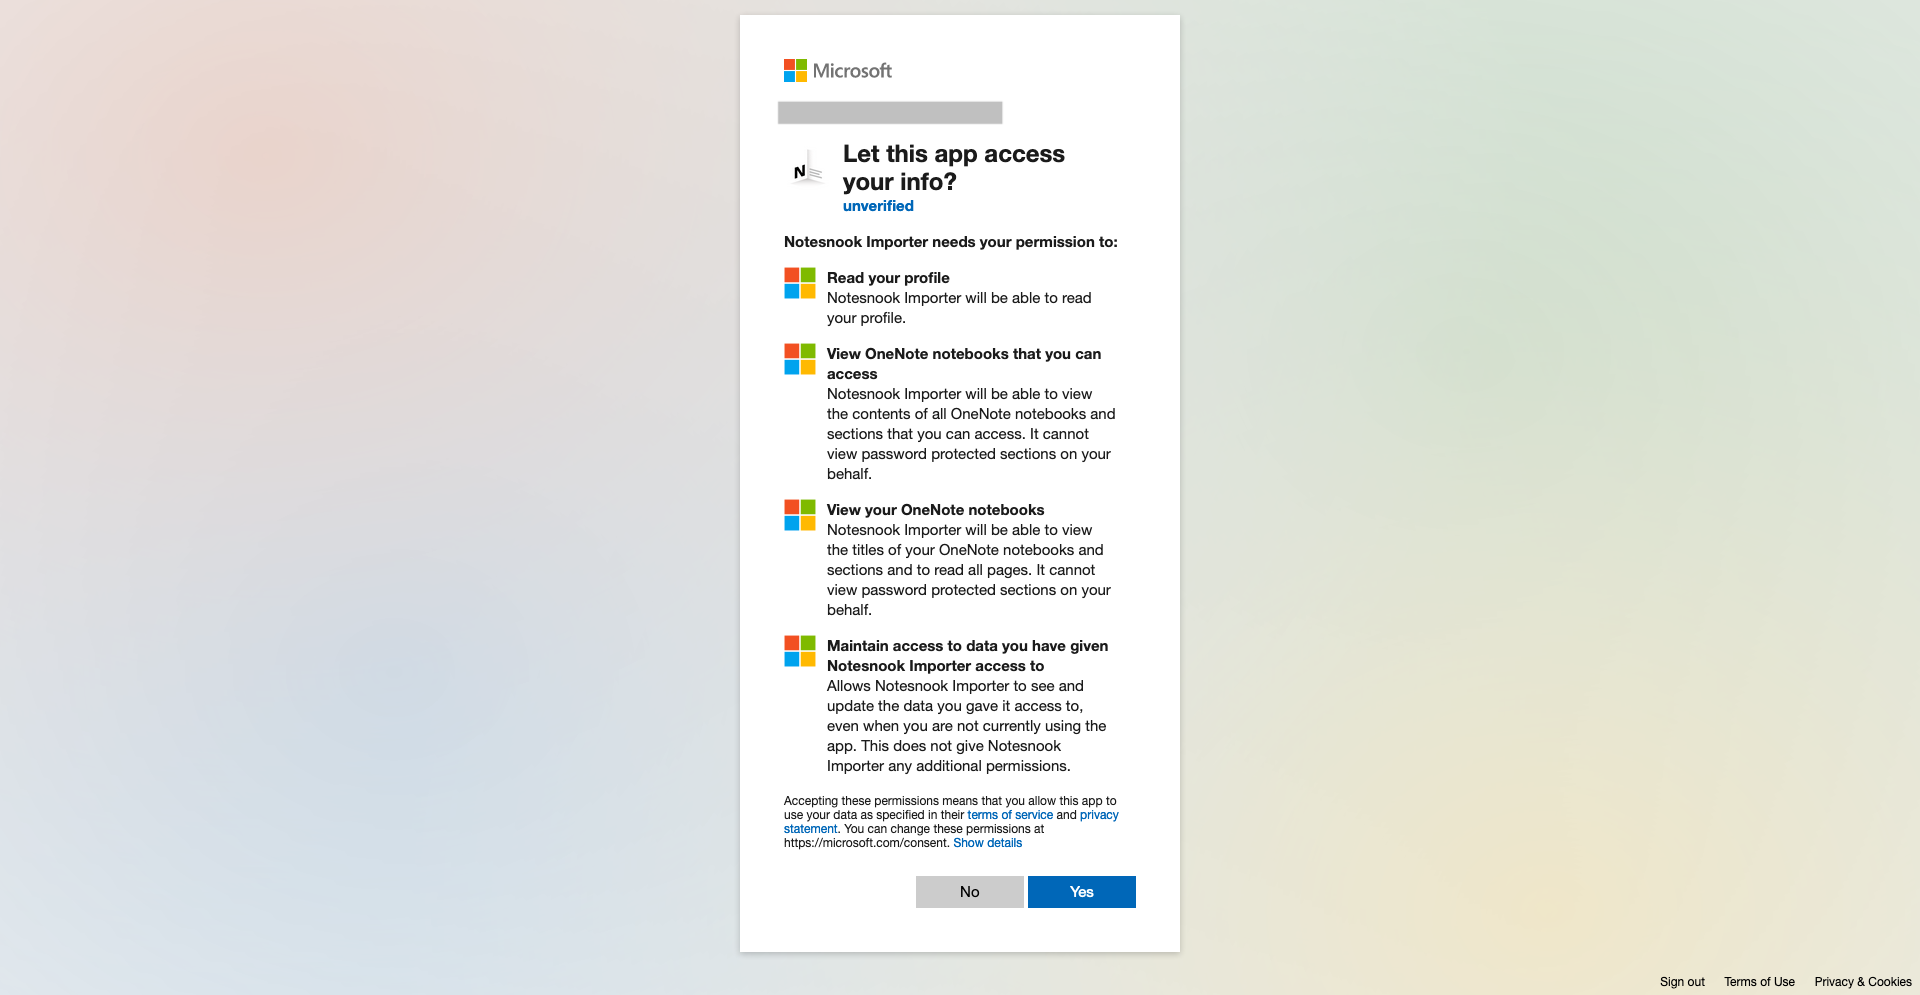 Microsoft
Let this app access
your info?
unverified
Notesnook Importer needs your permission to:
Read your profile
Notesnook Importer will be able to read
your profile.
View OneNote notebooks that you can
access
Notesnook Importer will be able to view
the contents of all OneNote notebooks and
sections that you can access. It cannot
view password protected sections on your
behalf.
View your OneNote notebooks
Notesnook Importer will be able to view
the titles of your OneNote notebooks and
sections and to read all pages. It cannot
view password protected sections on your
behalf.
Maintain access to data you have given
Notesnook Importer access to
Allows Notesnook Importer to see and
update the data you gave it access to,
even when you are not currently using the
app. This does not give Notesnook
Importer any additional permissions.
Accepting these permissions means that you allow this app to
use your data as specified in their terms of service and privacy
statement. You can change these permissions at
https://microsoft.com/consent. Show details
No Yes
Sign out Terms of Use Privacy & Cookies